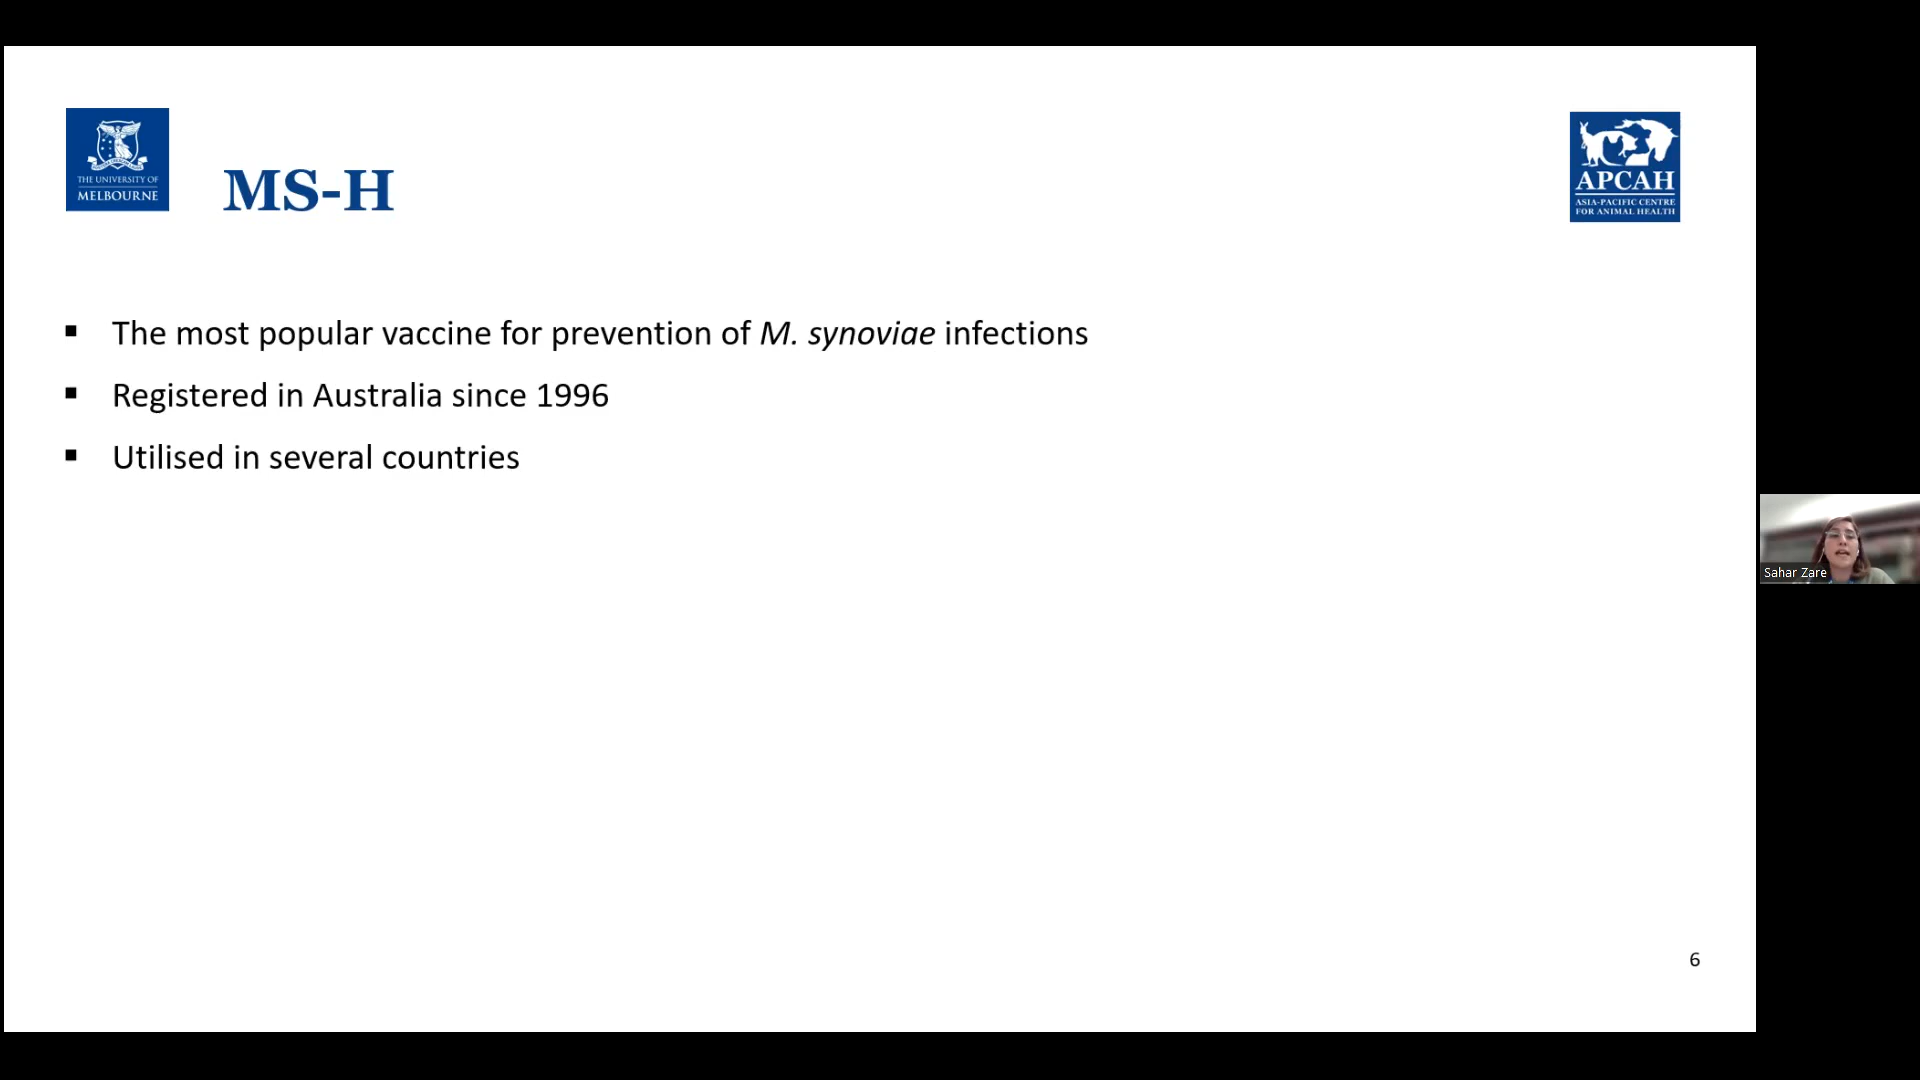 THE UNIVERSITY OF
MELBOURNE
MS-H
APCAH
ASIA-PACIFIC CENTRE
FOR ANIMAL HEALTH
▪ The most popular vaccine for prevention of M. synoviae infections
▪ Registered in Australia since 1996
▪ Utilised in several countries
Sahar Zare
6